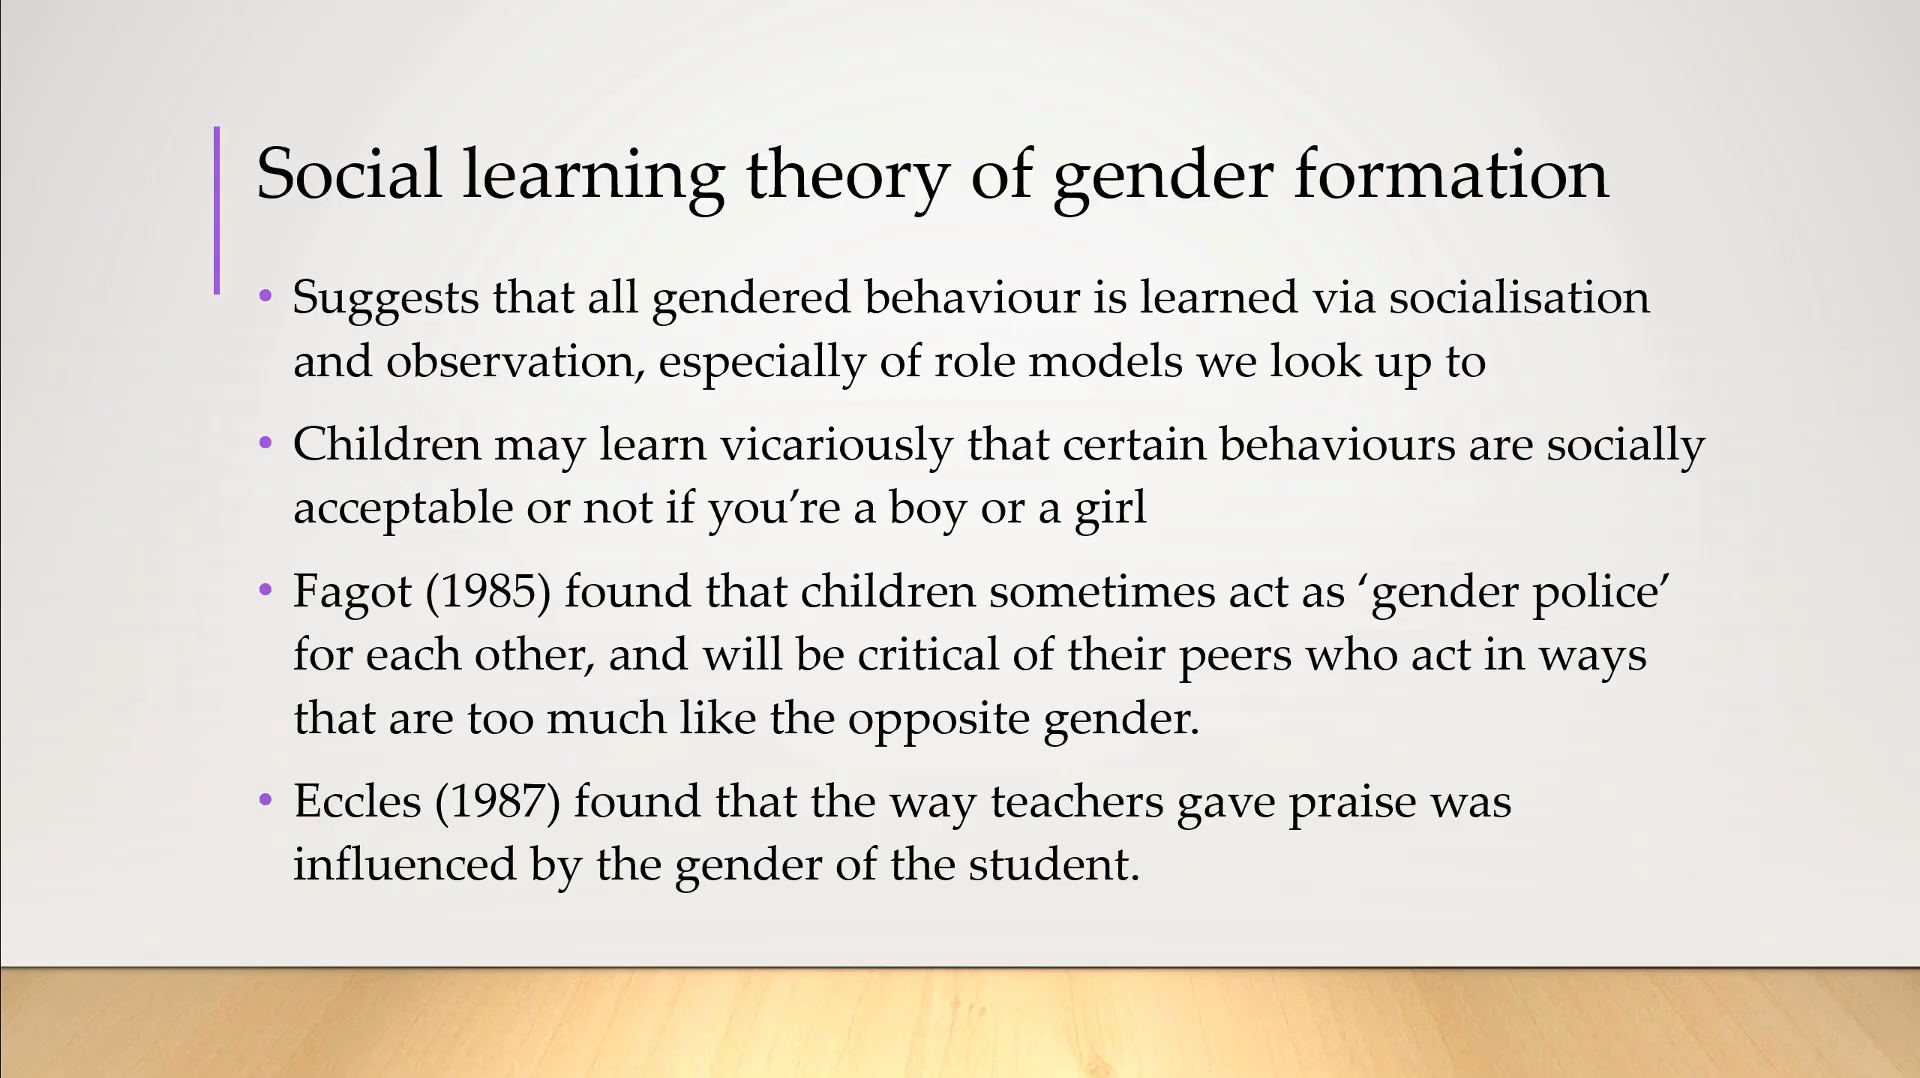 Social learning theory of gender formation
• Suggests that all gendered behaviour is learned via socialisation
and observation, especially of role models we look up to
• Children may learn vicariously that certain behaviours are socially
acceptable or not if you’re a boy or a girl
• Fagot (1985) found that children sometimes act as ‘gender police’
for each other, and will be critical of their peers who act in ways
that are too much like the opposite gender.
• Eccles (1987) found that the way teachers gave praise was
influenced by the gender of the student.